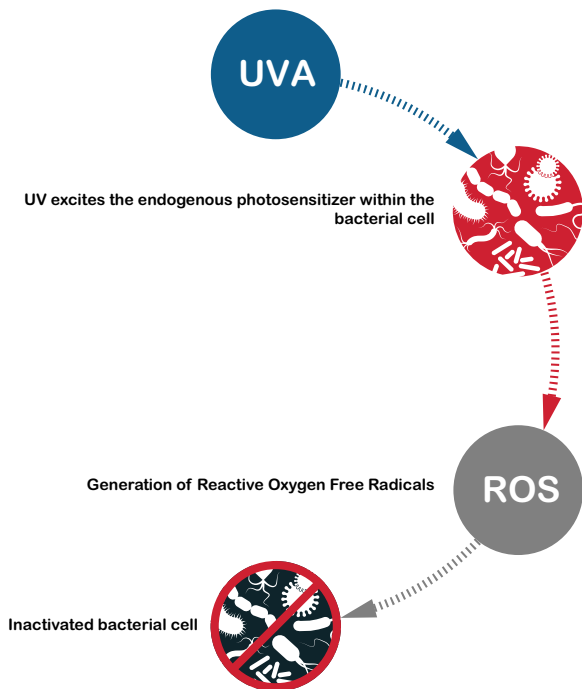 UVA
UV excites the endogenous photosensitizer within the
bacterial cell
Generation of Reactive Oxygen Free Radicals
ROS
Inactivated bacterial cell